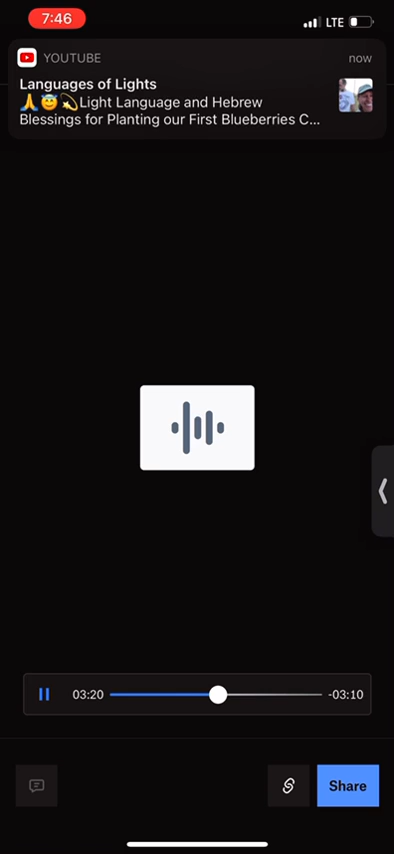 7:46
LTE
YOUTUBE
now
Languages of Lights
🙏😇💫Light Language and Hebrew
Blessings for Planting our First Blueberries C...
03:20
-03:10
Share